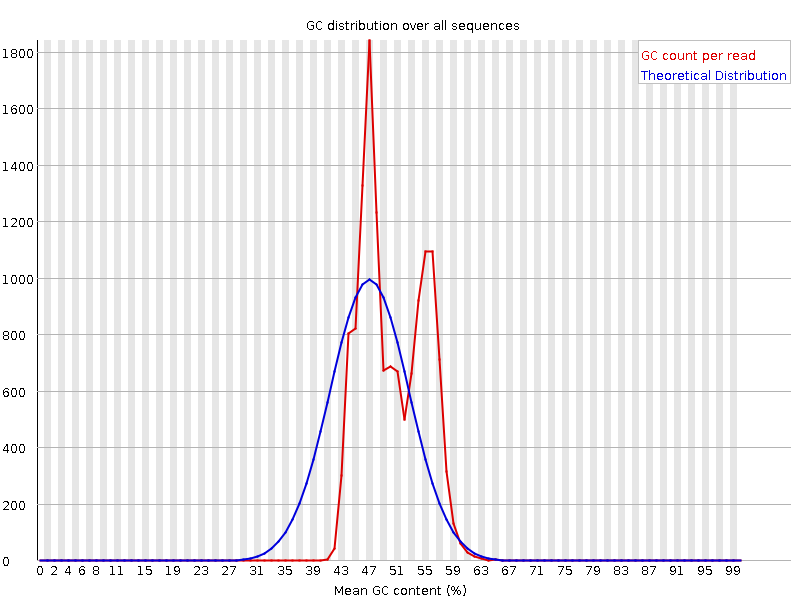 GC distribution over all sequences
GC count per read
Theoretical Distribution
1800
1600
1400
1200
1000
800
600
400
200
0
0 2 4 6 8 11 15 19 23 27 31 35 39 43 47 51 55 59 63 67 71 75 79 83 87 91 95 99
Mean GC content (%)